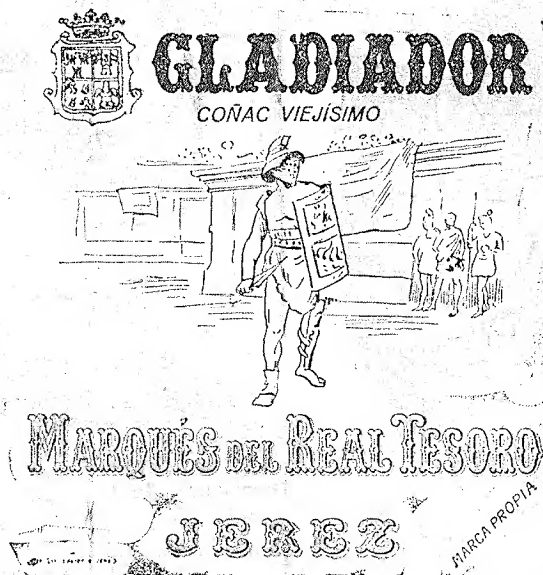 GLADIADOR
COÑAC VIEJÍSIMO
MARQUÉS DEL REAL TESORO
JEREZ
MARCA PROPIA